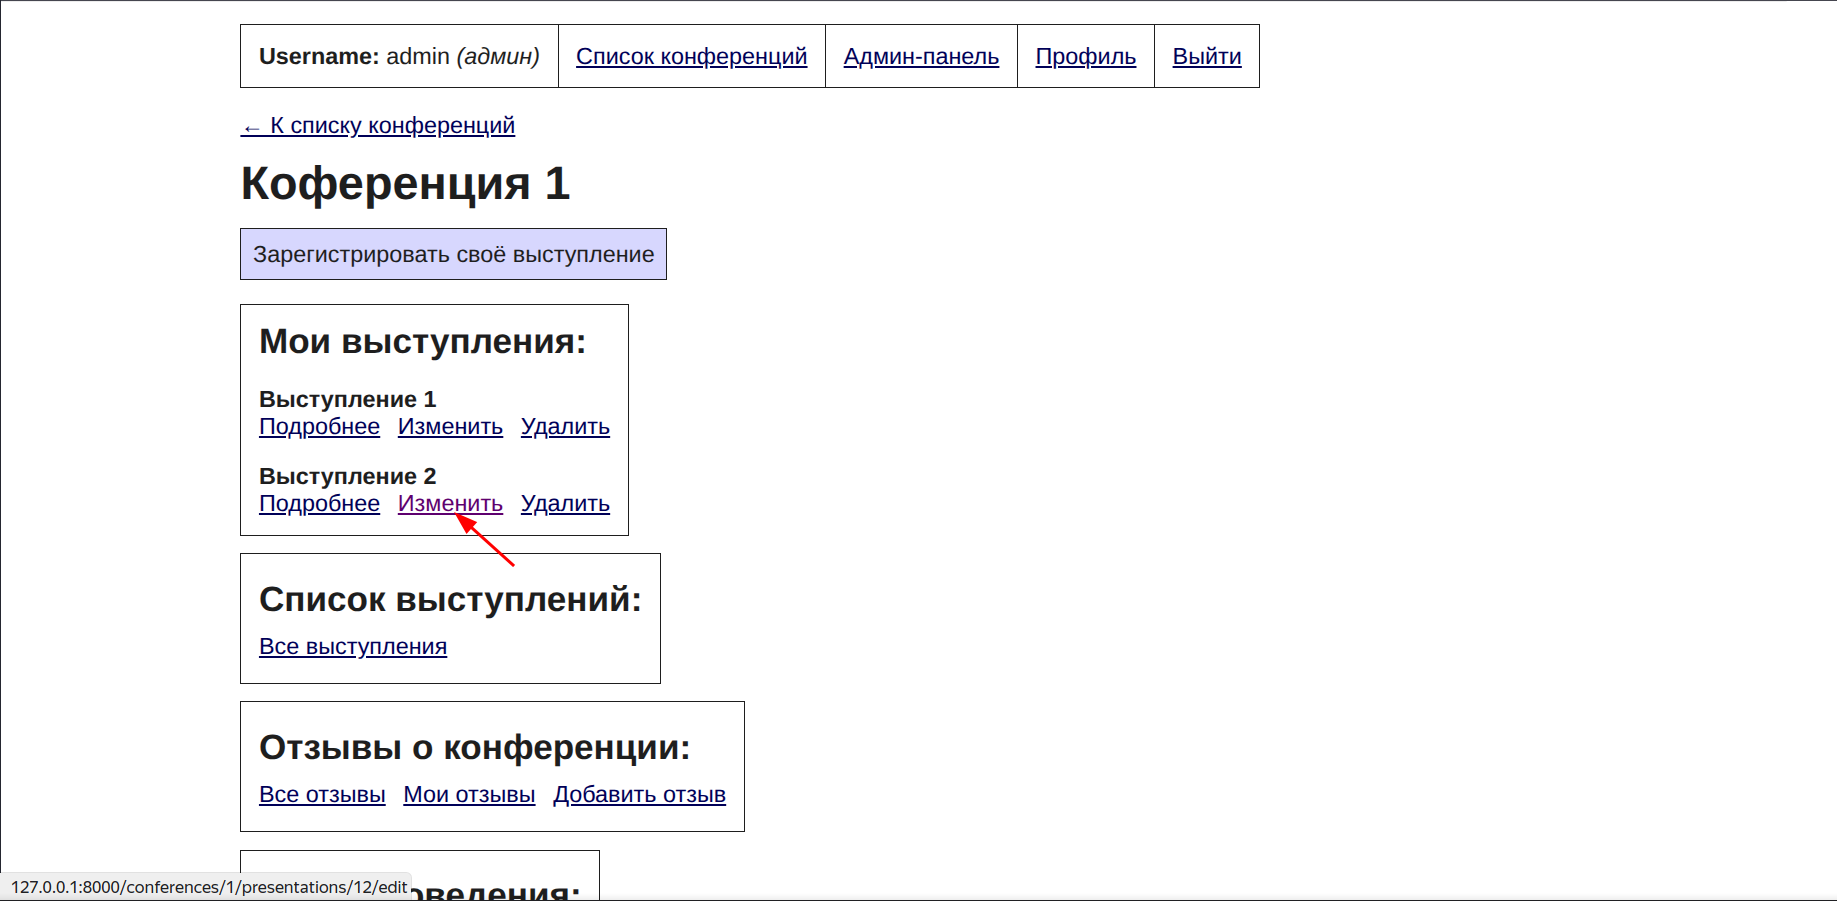 Username: admin (админ) Список конференций Админ-панель Профиль Выйти
← К списку конференций
Коференция 1
Зарегистрировать своё выступление
Мои выступления:
Выступление 1
Подробнее Изменить Удалить
Выступление 2
Подробнее Изменить Удалить
Список выступлений:
Все выступления
Отзывы о конференции:
Все отзывы Мои отзывы Добавить отзыв
127.0.0.1:8000/conferences/1/presentations/12/edit